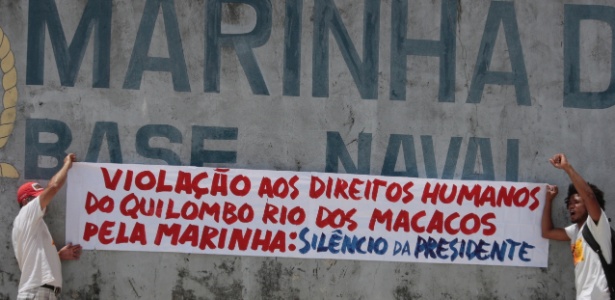 MARINHA D
BASE NAVAL
VIOLAÇÃO AOS DIREITOS HUMANOS
DO QUILOMBO RIO DOS MACACOS
PELA MARINHA: SILÊNCIO DA PRESIDENTE